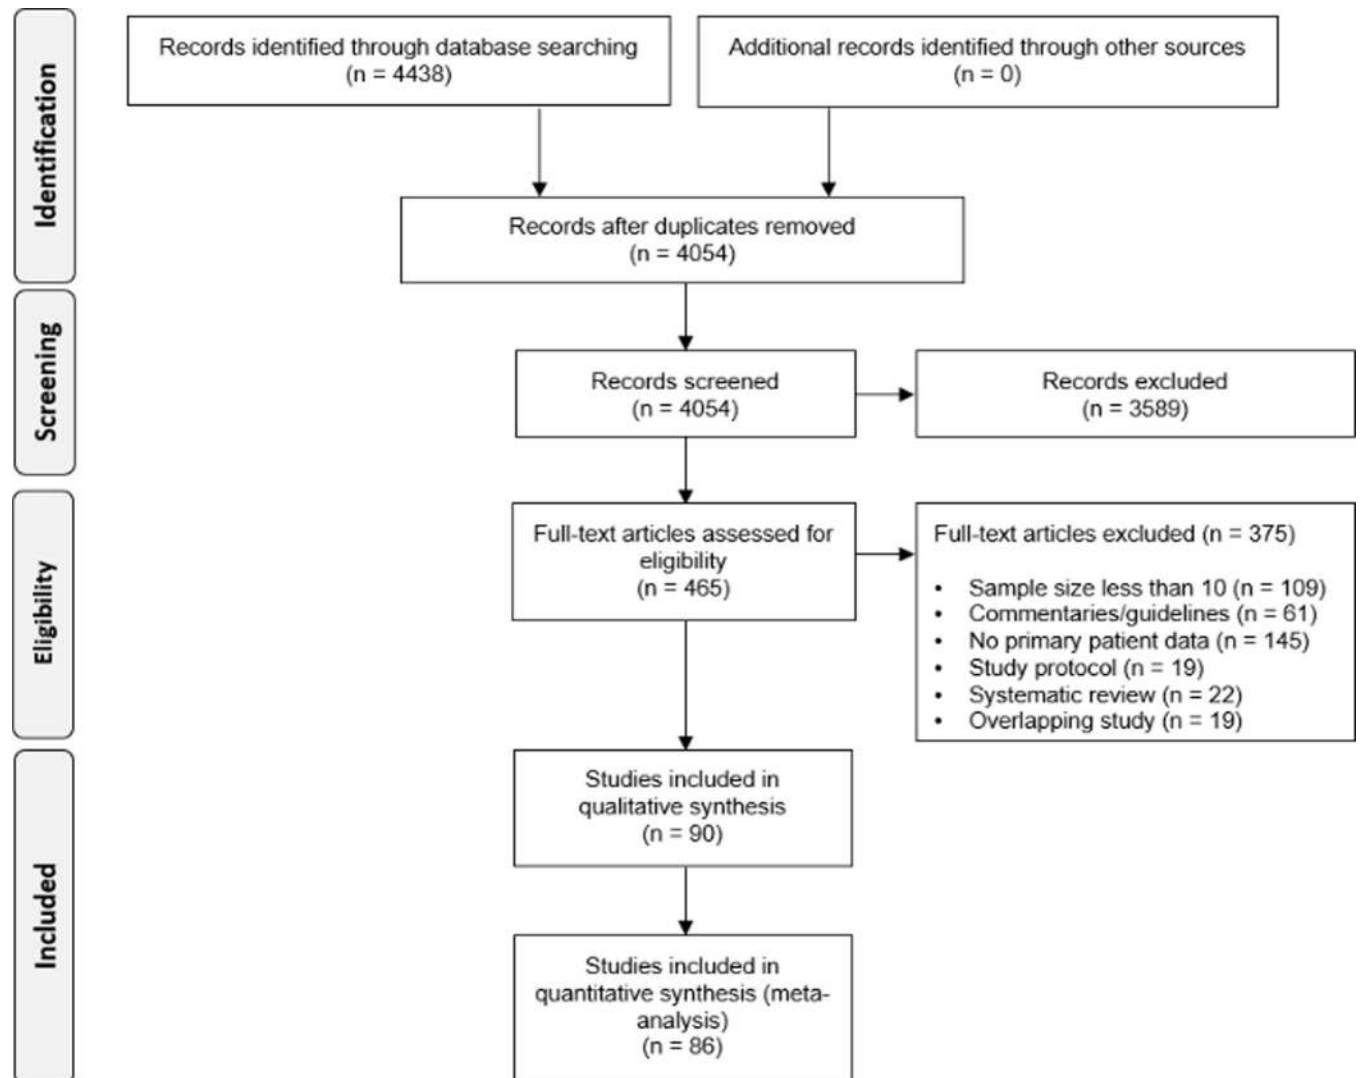 Identification
Records identified through database searching
(n = 4438)
Additional records identified through other sources
(n = 0)
Records after duplicates removed
(n = 4054)
Screening
Records screened
(n = 4054)
Records excluded
(n = 3589)
Eligibility
Full-text articles assessed for
eligibility
(n = 465)
Full-text articles excluded (n = 375)
• Sample size less than 10 (n = 109)
• Commentaries/guidelines (n = 61)
• No primary patient data (n = 145)
• Study protocol (n = 19)
• Systematic review (n = 22)
• Overlapping study (n = 19)
Included
Studies included in
qualitative synthesis
(n = 90)
Studies included in
quantitative synthesis (meta-
analysis)
(n = 86)